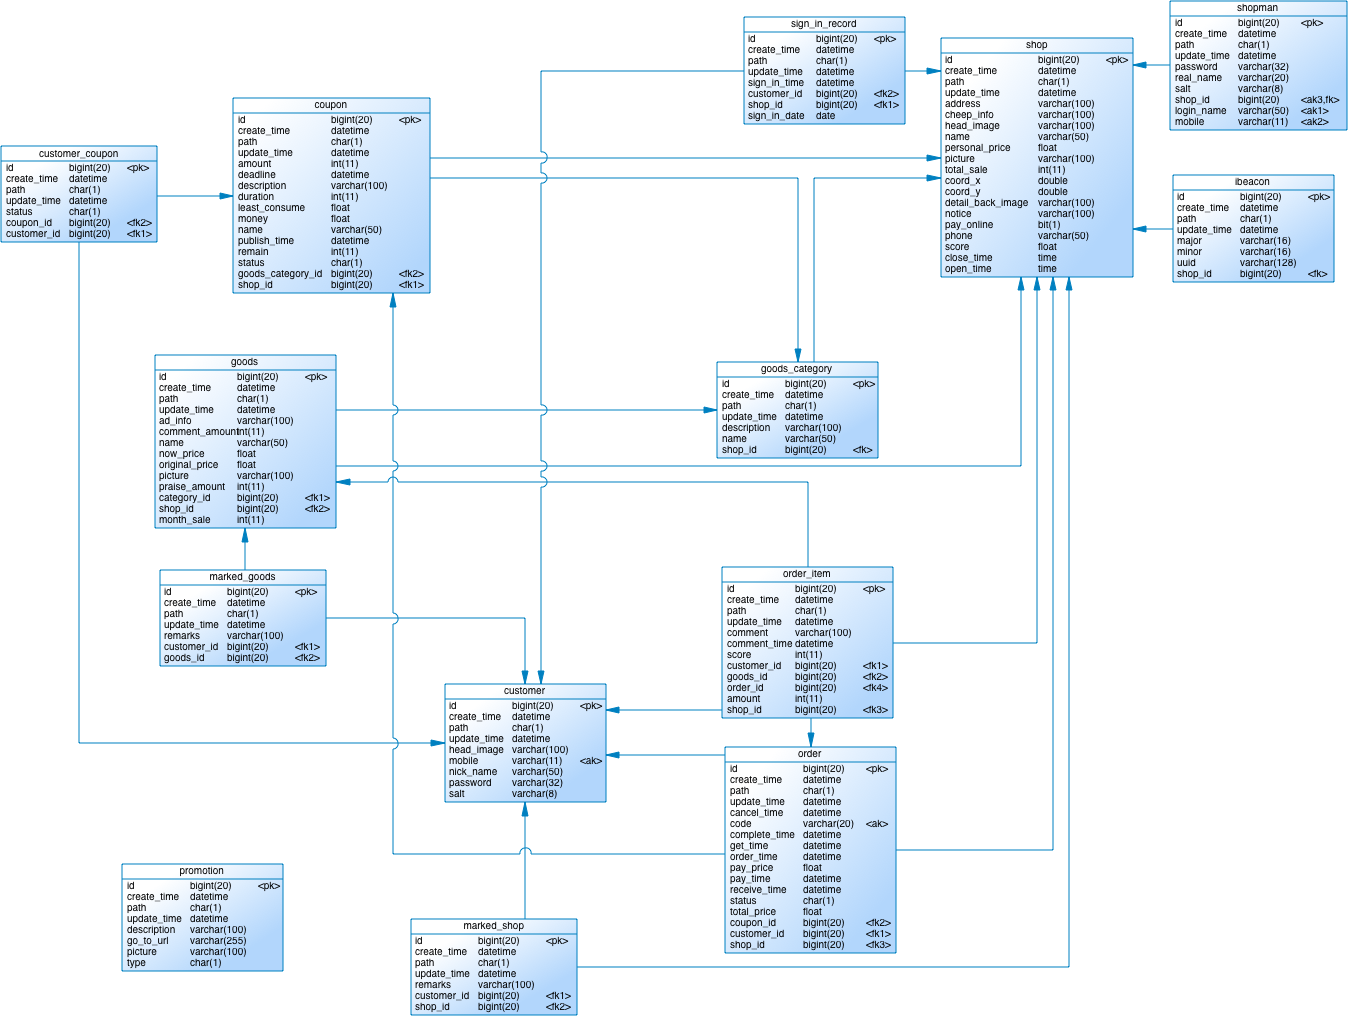 shopman
id bigint(20) <pk>
create_time datetime
path char(1)
update_time datetime
password varchar(32)
real_name varchar(20)
salt varchar(8)
shop_id bigint(20) <ak3,fk>
login_name varchar(50) <ak1>
mobile varchar(11) <ak2>
sign_in_record
id bigint(20) <pk>
create_time datetime
path char(1)
update_time datetime
sign_in_time datetime
customer_id bigint(20) <fk2>
shop_id bigint(20) <fk1>
sign_in_date date
shop
id bigint(20) <pk>
create_time datetime
path char(1)
update_time datetime
address varchar(100)
cheep_info varchar(100)
head_image varchar(100)
name varchar(50)
personal_price float
picture varchar(100)
total_sale int(11)
coord_x double
coord_y double
detail_back_image varchar(100)
notice varchar(100)
pay_online bit(1)
phone varchar(50)
score float
close_time time
open_time time
coupon
id bigint(20) <pk>
create_time datetime
path char(1)
update_time datetime
amount int(11)
deadline datetime
description varchar(100)
duration int(11)
least_consume float
money float
name varchar(50)
publish_time datetime
remain int(11)
status char(1)
goods_category_id bigint(20) <fk2>
shop_id bigint(20) <fk1>
customer_coupon
id bigint(20) <pk>
create_time datetime
path char(1)
update_time datetime
status char(1)
coupon_id bigint(20) <fk2>
customer_id bigint(20) <fk1>
ibeacon
id bigint(20) <pk>
create_time datetime
path char(1)
update_time datetime
major varchar(16)
minor varchar(16)
uuid varchar(128)
shop_id bigint(20) <fk>
goods
id bigint(20) <pk>
create_time datetime
path char(1)
update_time datetime
ad_info varchar(100)
comment_amountint(11)
name varchar(50)
now_price float
original_price float
picture varchar(100)
praise_amount int(11)
category_id bigint(20) <fk1>
shop_id bigint(20) <fk2>
month_sale int(11)
goods_category
id bigint(20) <pk>
create_time datetime
path char(1)
update_time datetime
description varchar(100)
name varchar(50)
shop_id bigint(20) <fk>
marked_goods
id bigint(20) <pk>
create_time datetime
path char(1)
update_time datetime
remarks varchar(100)
customer_id bigint(20) <fk1>
goods_id bigint(20) <fk2>
order_item
id bigint(20) <pk>
create_time datetime
path char(1)
update_time datetime
comment varchar(100)
comment_time datetime
score int(11)
customer_id bigint(20) <fk1>
goods_id bigint(20) <fk2>
order_id bigint(20) <fk4>
amount int(11)
shop_id bigint(20) <fk3>
customer
id bigint(20) <pk>
create_time datetime
path char(1)
update_time datetime
head_image varchar(100)
mobile varchar(11) <ak>
nick_name varchar(50)
password varchar(32)
salt varchar(8)
order
id bigint(20) <pk>
create_time datetime
path char(1)
update_time datetime
cancel_time datetime
code varchar(20) <ak>
complete_time datetime
get_time datetime
order_time datetime
pay_price float
pay_time datetime
receive_time datetime
status char(1)
total_price float
coupon_id bigint(20) <fk2>
customer_id bigint(20) <fk1>
shop_id bigint(20) <fk3>
promotion
id bigint(20) <pk>
create_time datetime
path char(1)
update_time datetime
description varchar(100)
go_to_url varchar(255)
picture varchar(100)
type char(1)
marked_shop
id bigint(20) <pk>
create_time datetime
path char(1)
update_time datetime
remarks varchar(100)
customer_id bigint(20) <fk1>
shop_id bigint(20) <fk2>